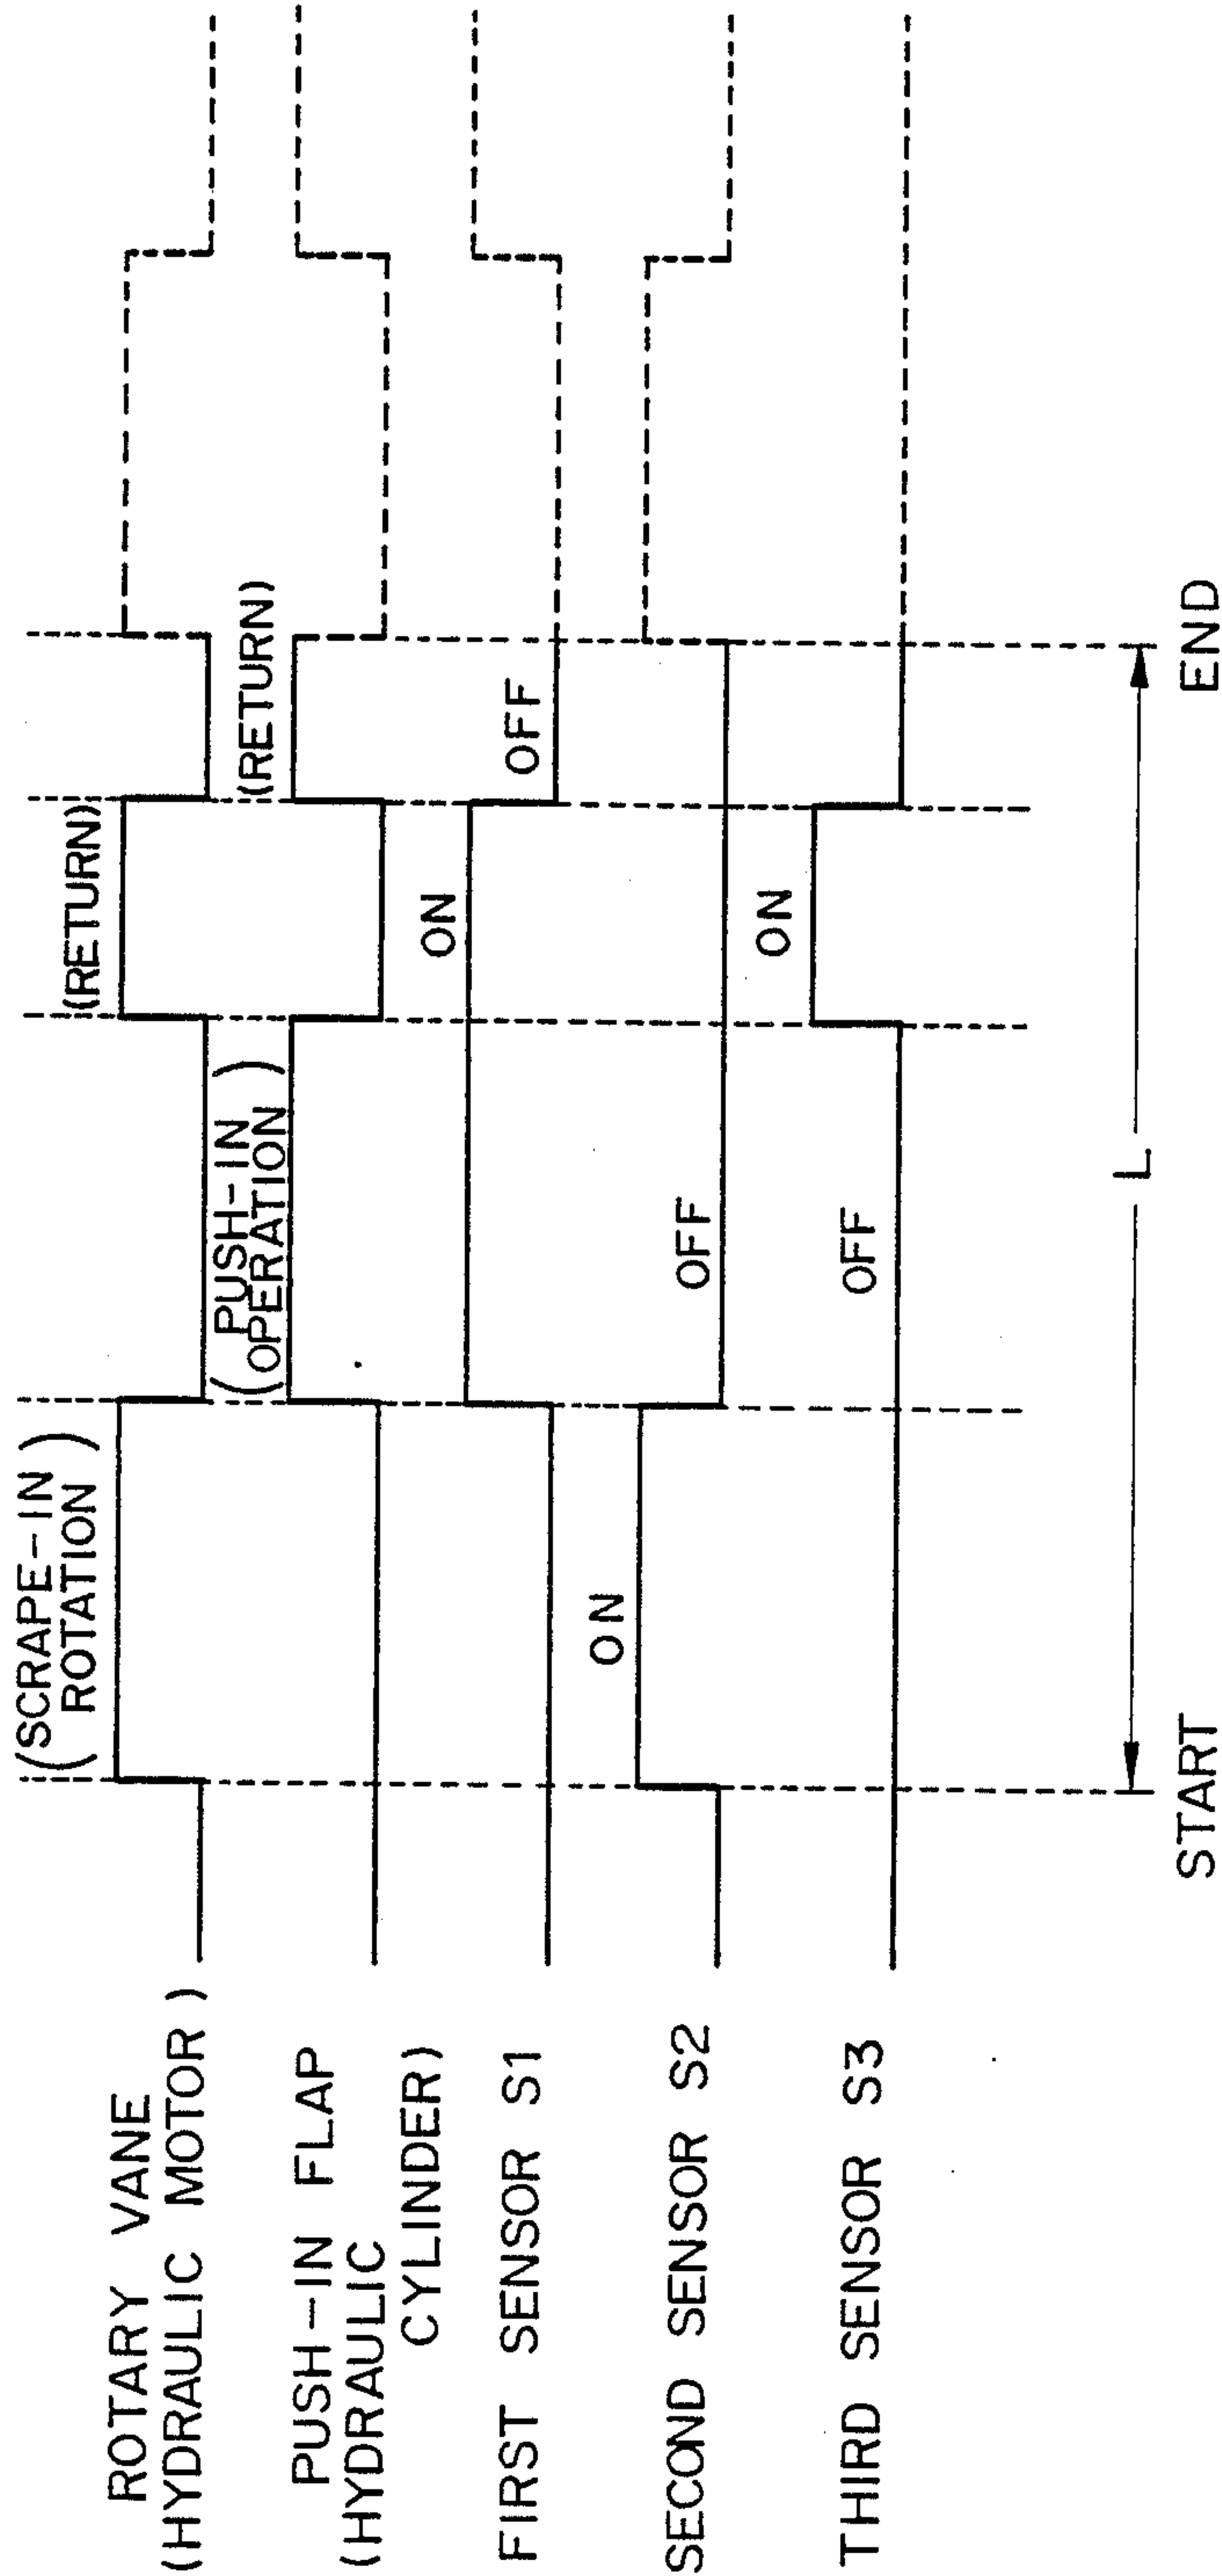 (SCRAPE-IN
ROTATION)
(RETURN)
ROTARY VANE
(HYDRAULIC MOTOR)
(PUSH-IN
OPERATION)
(RETURN)
PUSH-IN FLAP
(HYDRAULIC
CYLINDER)
ON
OFF
FIRST SENSOR S1
ON
OFF
SECOND SENSOR S2
ON
OFF
THIRD SENSOR S3
L
START
END